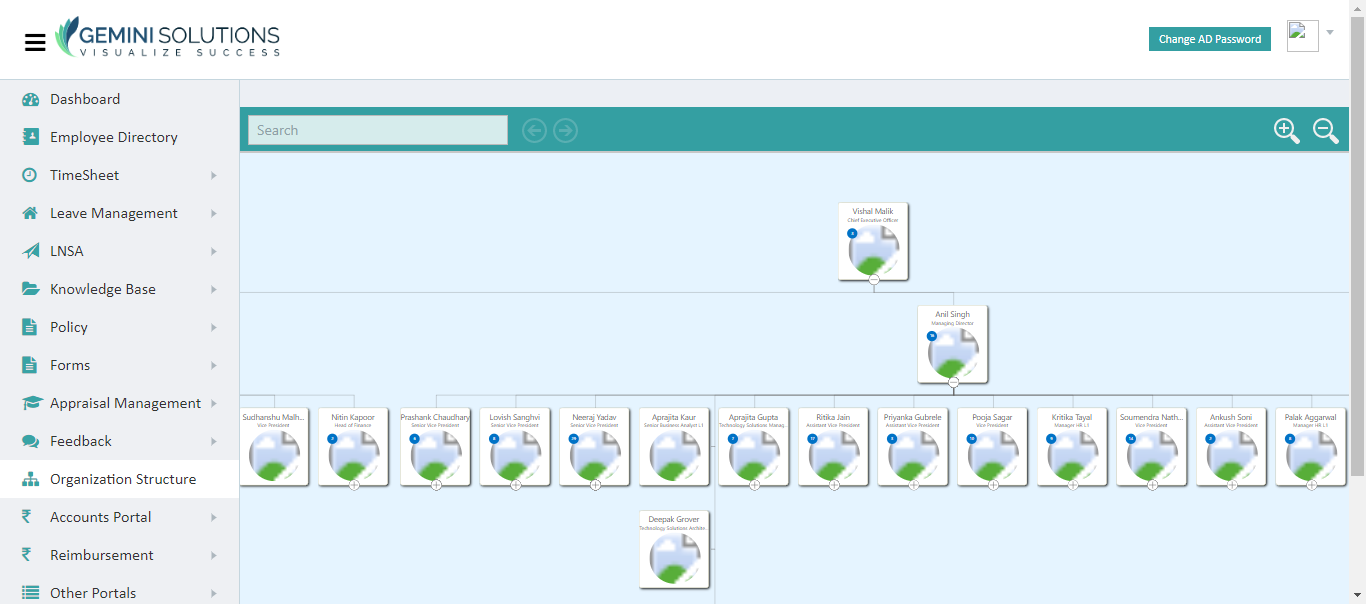 GEMINI SOLUTIONS
VISUALIZE SUCCESS
Change AD Password
Dashboard
Employee Directory
TimeSheet
Leave Management
LNSA
Knowledge Base
Policy
Forms
Appraisal Management
Feedback
Organization Structure
Accounts Portal
Reimbursement
Other Portals
Search
Vishal Malik
Chief Executive Officer
Anil Singh
Managing Director
Sudhanshu Malh...
Vice President
Nitin Kapoor
Head of Finance
Prashank Chaudhary
Senior Vice President
Lovish Sanghvi
Senior Vice President
Neeraj Yadav
Senior Vice President
Aprajita Kaur
Senior Business Analyst L1
Aprajita Gupta
Technology Solutions Manag...
Ritika Jain
Assistant Vice President
Priyanka Gubrele
Assistant Vice President
Pooja Sagar
Vice President
Kritika Tayal
Manager HR L1
Soumendra Nath...
Vice President
Ankush Soni
Assistant Vice President
Palak Aggarwal
Manager HR L1
Deepak Grover
Technology Solutions Archite...